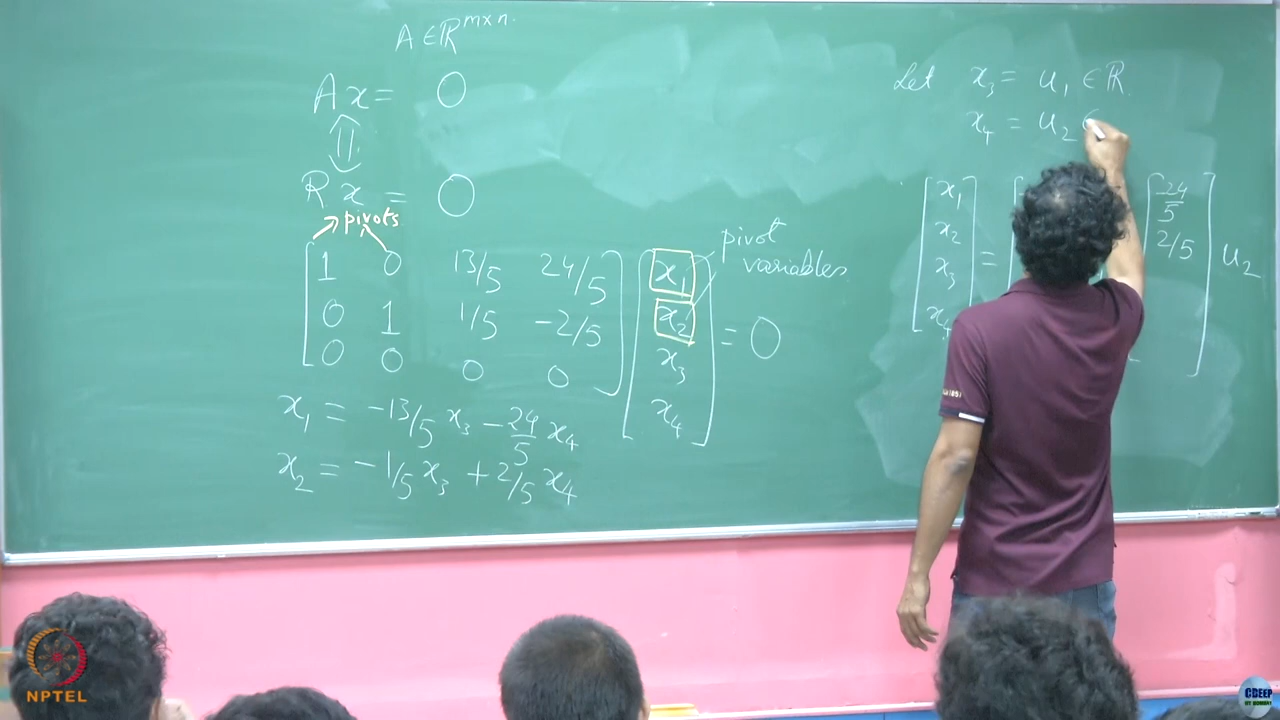 A ∈ ℝ^{m×n}.
Ax = 0
⇕
Rx = 0
pivots
[ 1 0 13/5 24/5 ] [ x₁ ]
[ 0 1 1/5 -2/5 ] [ x₂ ] = 0
[ 0 0 0 0 ] [ x₃ ]
[ x₄ ]
pivot
variables
x₁ = -13/5 x₃ - 24/5 x₄
x₂ = -1/5 x₃ + 2/5 x₄
Let x₃ = u₁ ∈ ℝ.
x₄ = u₂
[ x₁ ] -24/5
[ x₂ ] 2/5
[ x₃ ] = u₂
[ x₄ ]
NPTEL
CDEEP
IIT BOMBAY